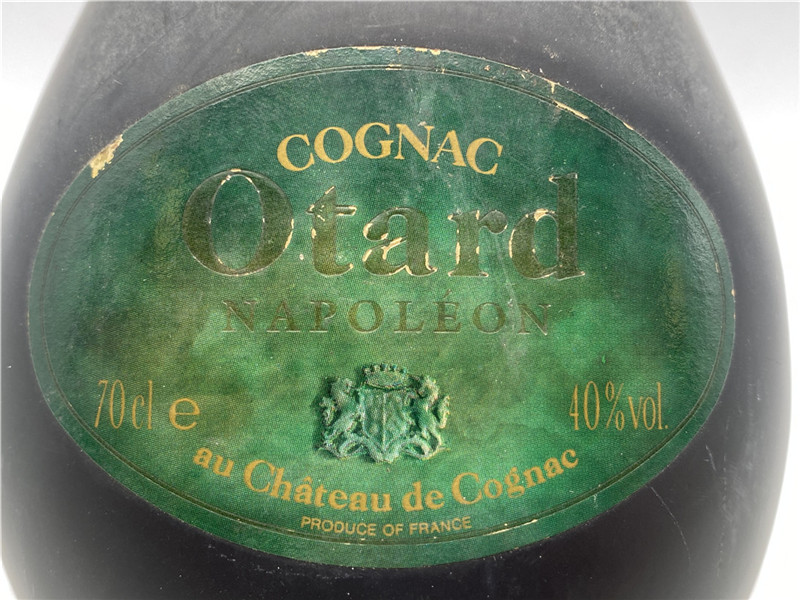 COGNAC
Otard
NAPOLÉON
70 cl e
40% vol.
au Château de Cognac
PRODUCE OF FRANCE